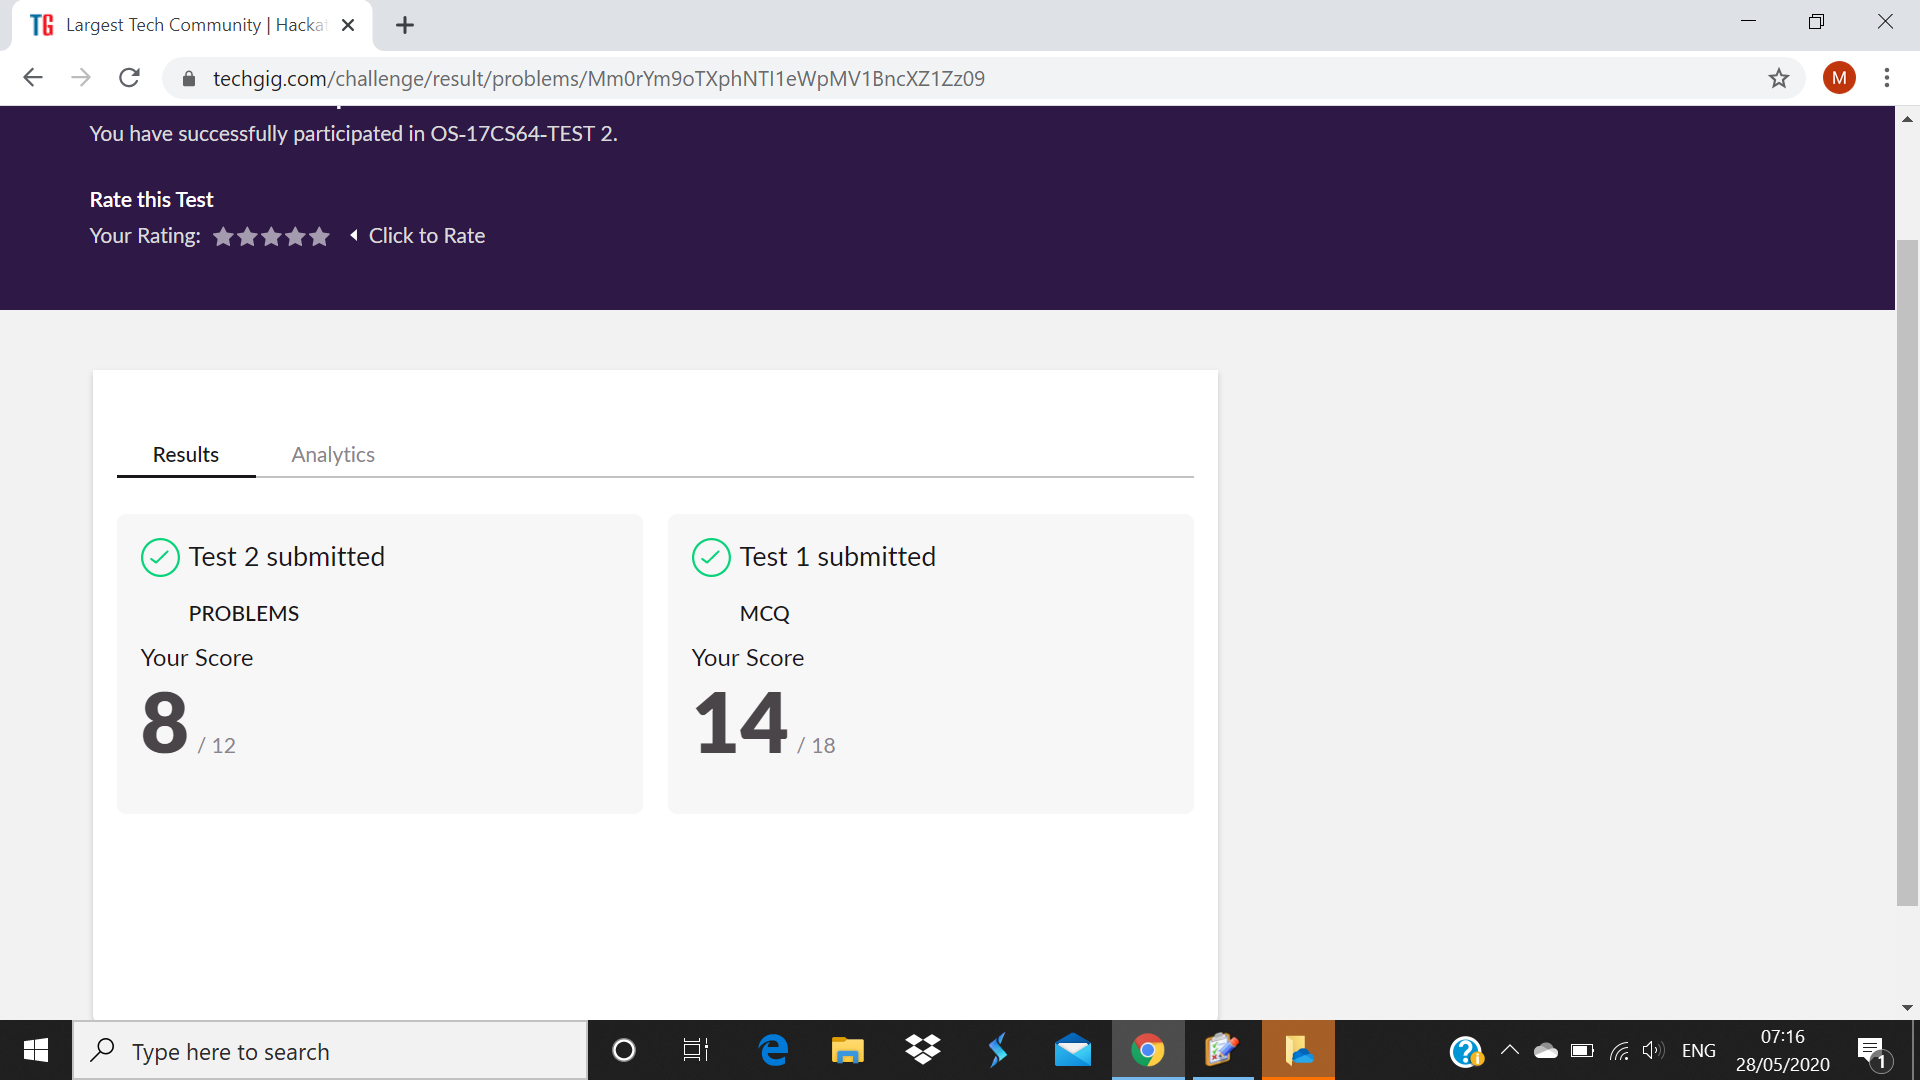 TG Largest Tech Community | Hacka
techgig.com/challenge/result/problems/Mm0rYm9oTXphNTI1eWpMV1BncXZ1Zz09
M
You have successfully participated in OS-17CS64-TEST 2.
Rate this Test
Your Rating: Click to Rate
Results Analytics
Test 2 submitted
PROBLEMS
Your Score
8 / 12
Test 1 submitted
MCQ
Your Score
14 / 18
Type here to search
ENG
07:16
28/05/2020
1